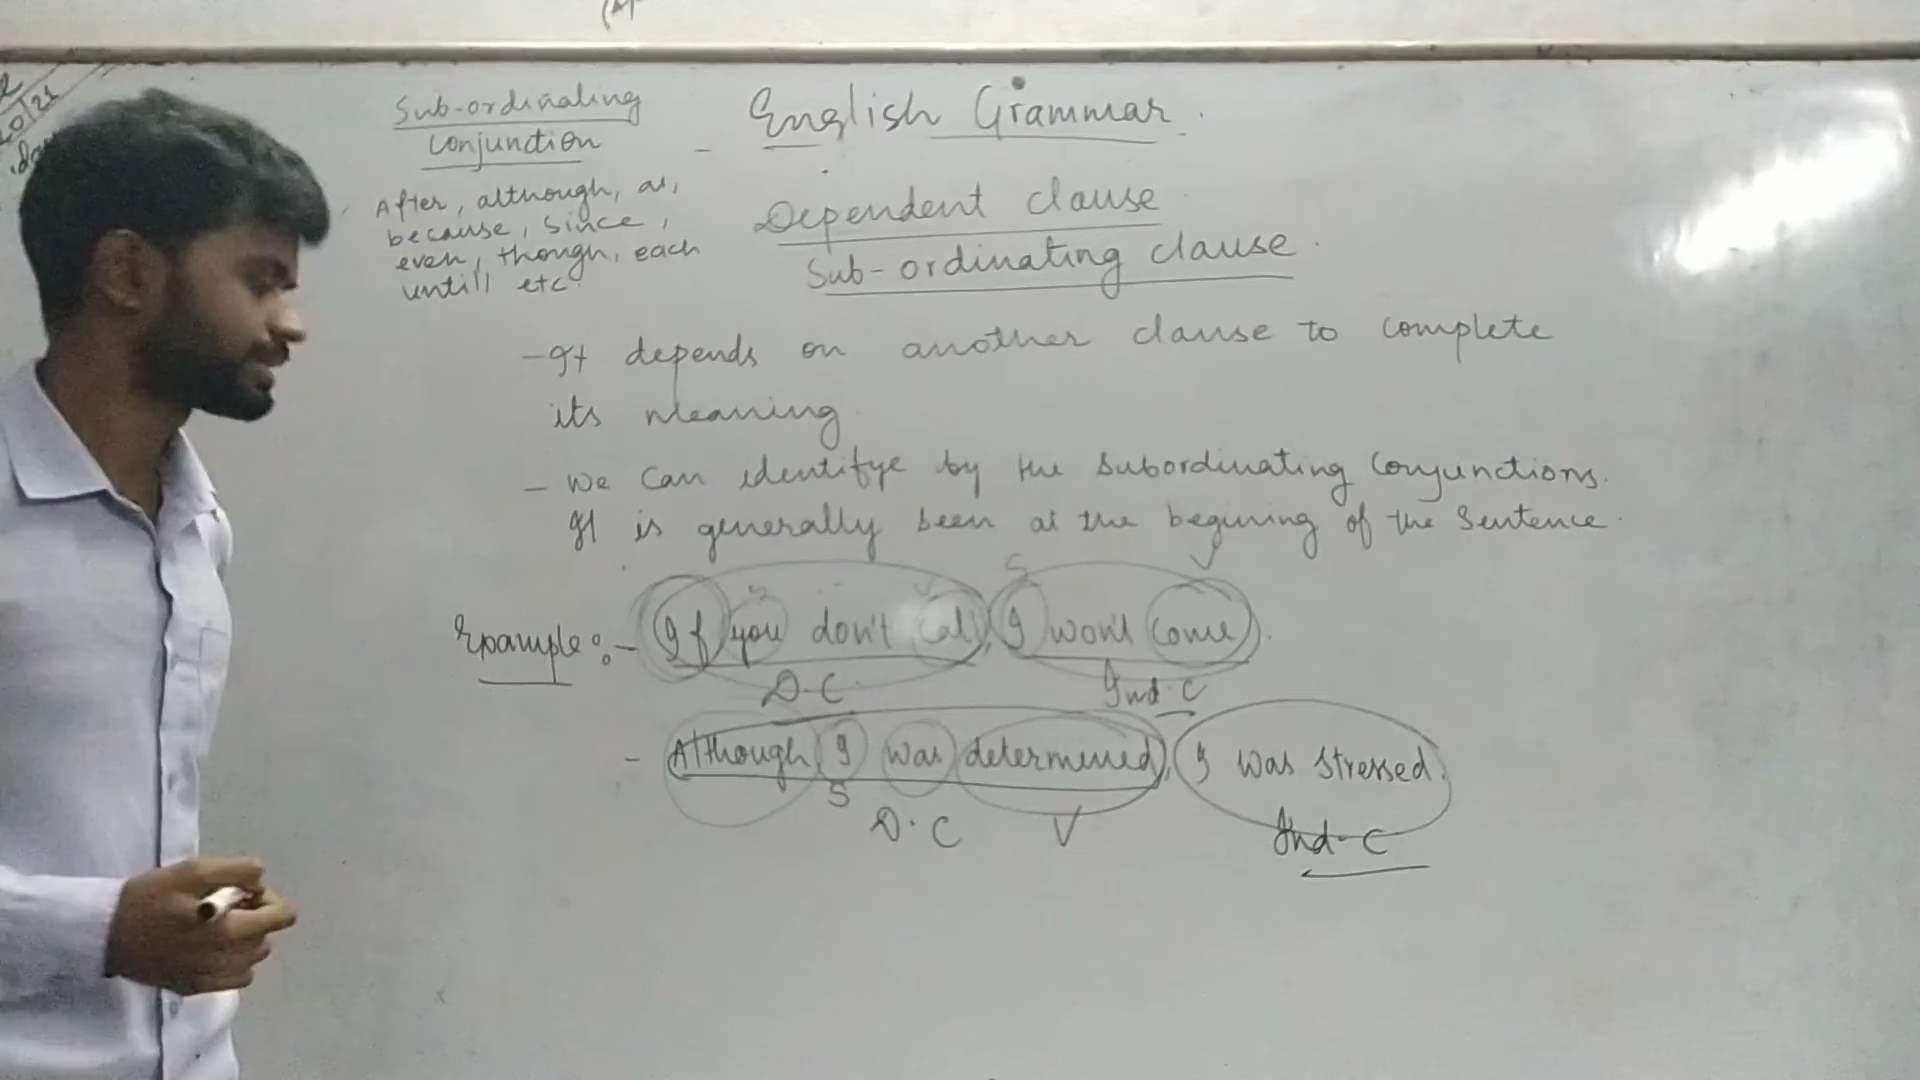 Sub-ordinating
Conjunction
After, although, as,
because, since,
even, though, each
untill etc.
English Grammar.
Dependent clause
Sub-ordinating clause.
- It depends on another clause to complete
its meaning
- We can identifye by the subordinating Conjunctions.
It is generally been at the begining of the Sentence.
S V S V
Example:- If you don't cal, I won't Come.
D.C Ind C
- Although I was determened, I was stressed.
S D.C V Ind-C